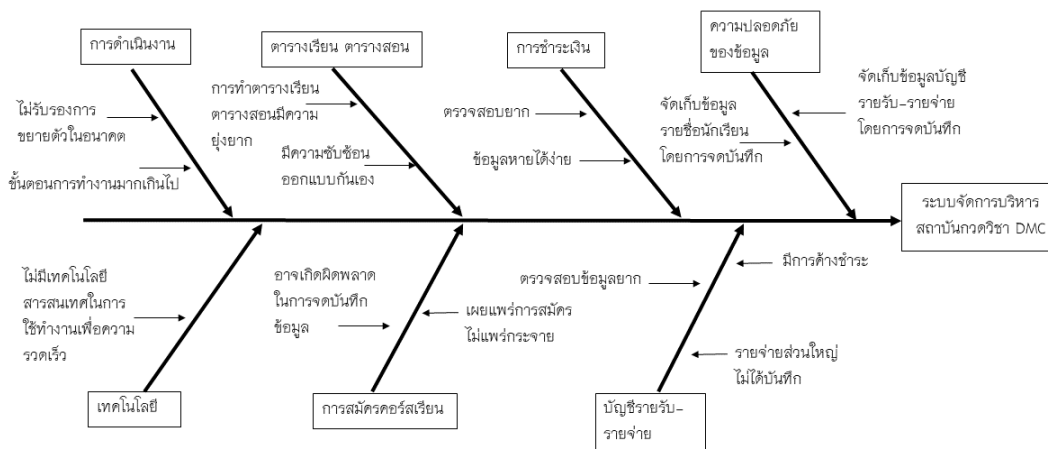 การดำเนินงาน
ตารางเรียน ตารางสอน
การชำระเงิน
ความปลอดภัย
ของข้อมูล
ไม่รับรองการ
ขยายตัวในอนาคต
ขั้นตอนการทำงานมากเกินไป
การทำตารางเรียน
ตารางสอนมีความ
ยุ่งยาก
มีความซับซ้อน
ออกแบบกันเอง
ตรวจสอบยาก
ข้อมูลหายได้ง่าย
จัดเก็บข้อมูล
รายชื่อนักเรียน
โดยการจดบันทึก
จัดเก็บข้อมูลบัญชี
รายรับ-รายจ่าย
โดยการจดบันทึก
ระบบจัดการบริหาร
สถาบันกวดวิชา DMC
ไม่มีเทคโนโลยี
สารสนเทศในการ
ใช้ทำงานเพื่อความ
รวดเร็ว
อาจเกิดผิดพลาด
ในการจดบันทึก
ข้อมูล
เผยแพร่การสมัคร
ไม่แพร่กระจาย
ตรวจสอบข้อมูลยาก
มีการค้างชำระ
รายจ่ายส่วนใหญ่
ไม่ได้บันทึก
เทคโนโลยี
การสมัครคอร์สเรียน
บัญชีรายรับ-
รายจ่าย